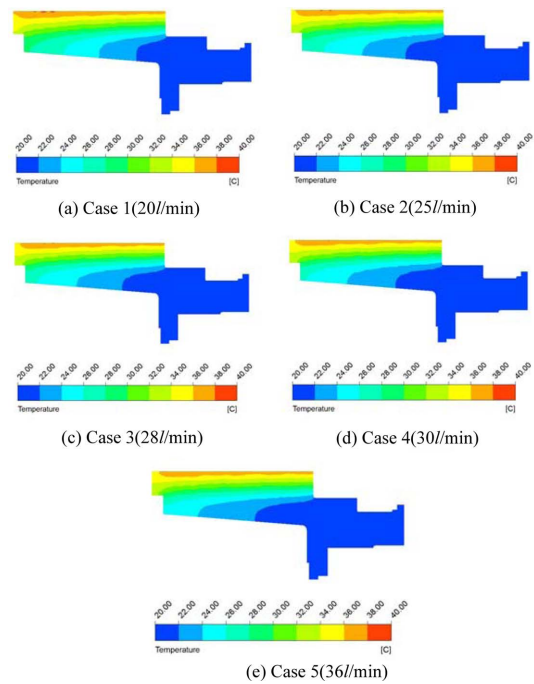 20.00 22.00 24.00 26.00 28.00 30.00 32.00 34.00 36.00 38.00 40.00
Temperature [C]
(a) Case 1(20l/min)
20.00 22.00 24.00 26.00 28.00 30.00 32.00 34.00 36.00 38.00 40.00
Temperature [C]
(b) Case 2(25l/min)
20.00 22.00 24.00 26.00 28.00 30.00 32.00 34.00 36.00 38.00 40.00
Temperature [C]
(c) Case 3(28l/min)
20.00 22.00 24.00 26.00 28.00 30.00 32.00 34.00 36.00 38.00 40.00
Temperature [C]
(d) Case 4(30l/min)
20.00 22.00 24.00 26.00 28.00 30.00 32.00 34.00 36.00 38.00 40.00
Temperature [C]
(e) Case 5(36l/min)